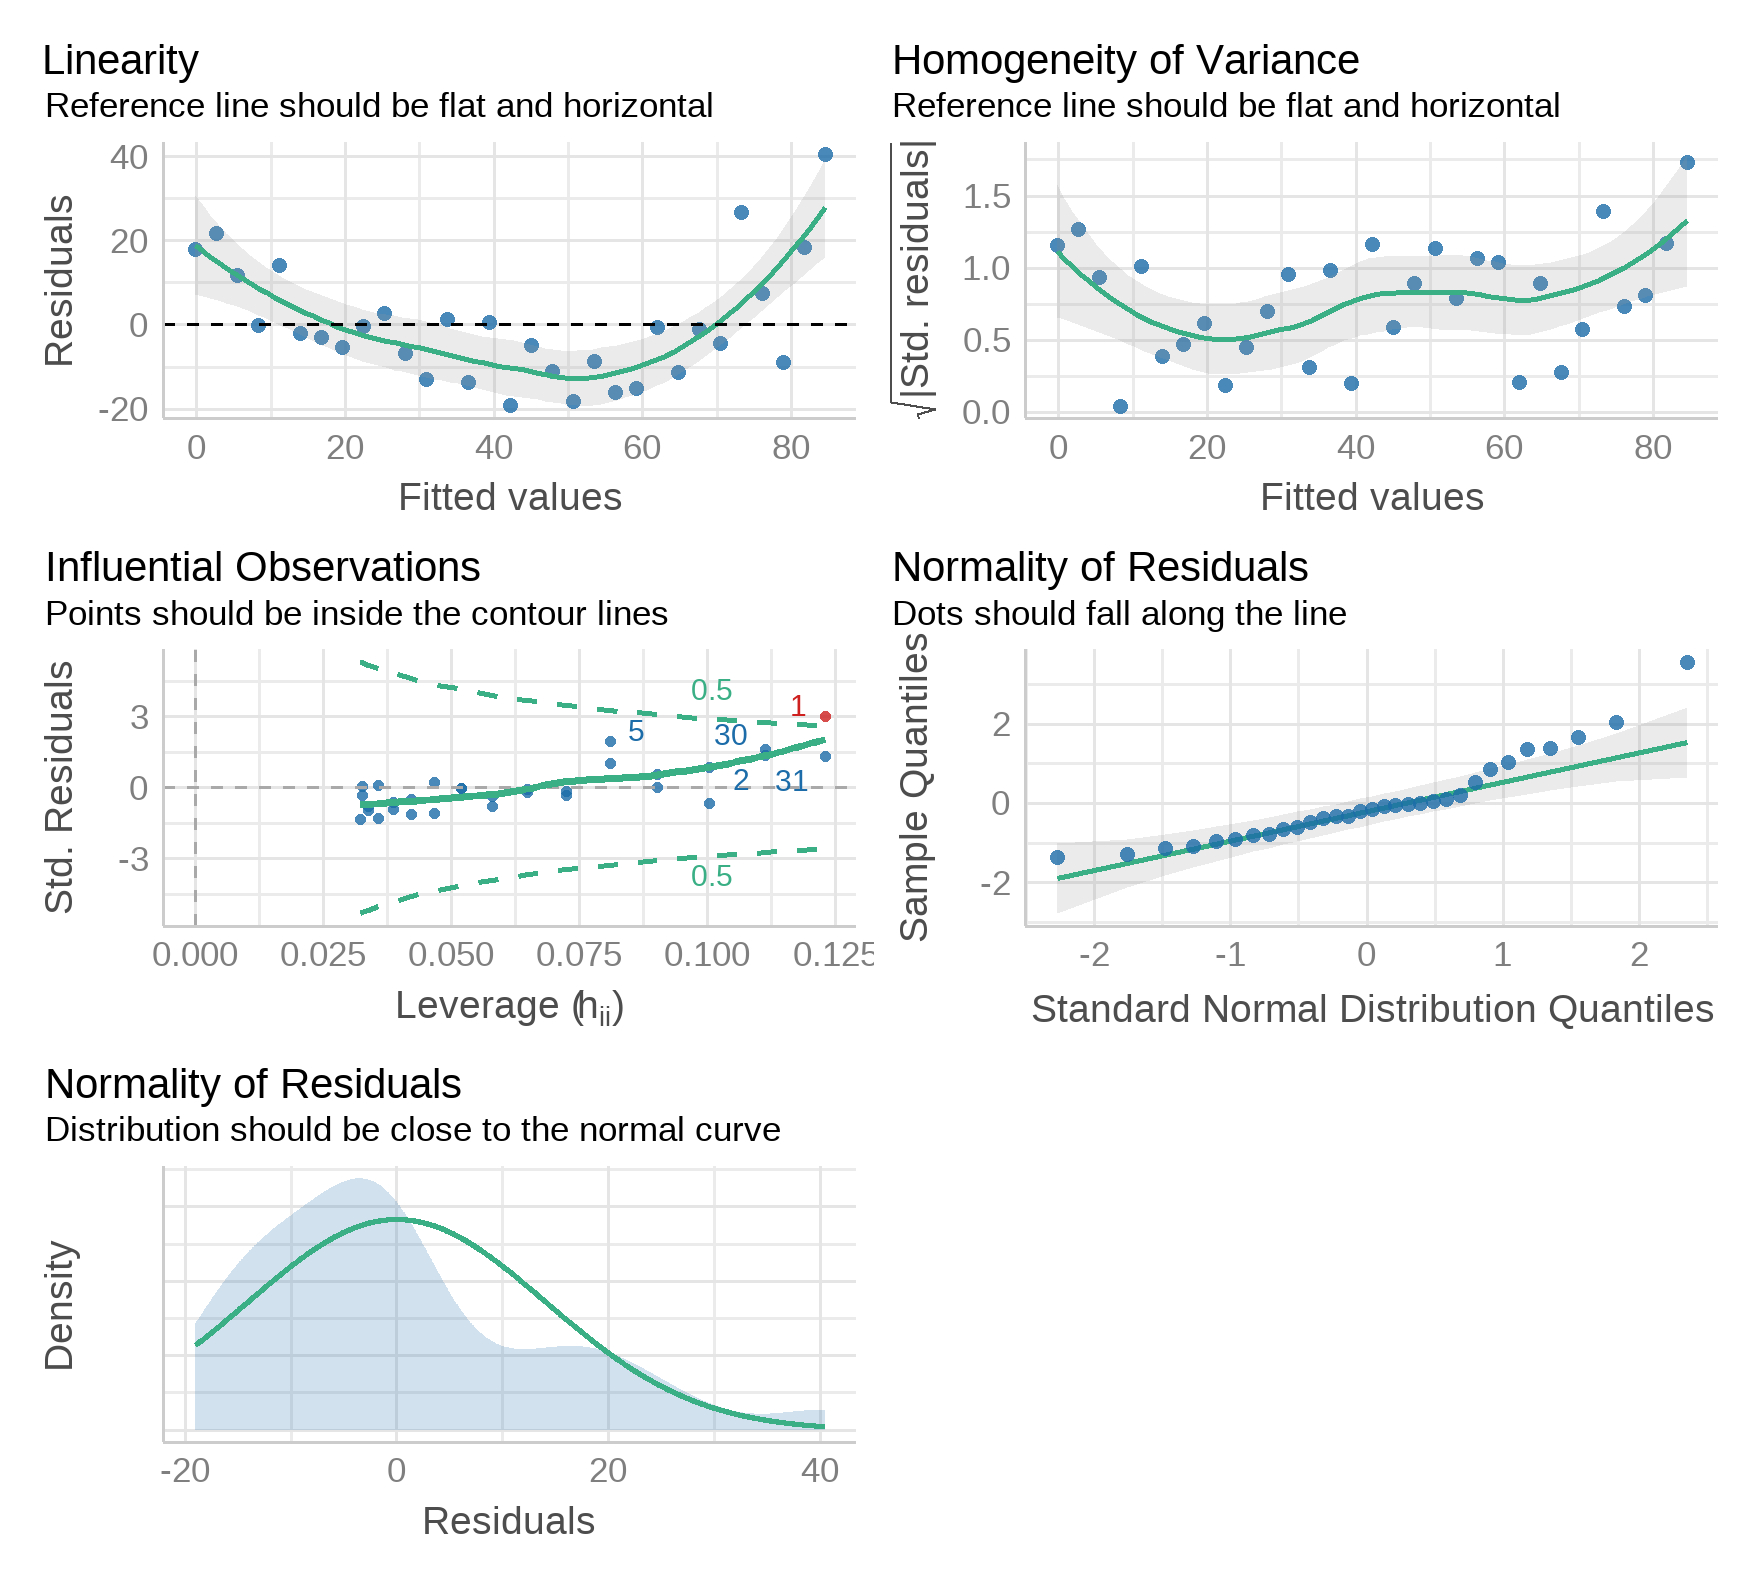 Linearity
Reference line should be flat and horizontal
40
20
0
-20
Residuals
0 20 40 60 80
Fitted values
Homogeneity of Variance
Reference line should be flat and horizontal
1.5
1.0
0.5
0.0
√|Std. residuals|
0 20 40 60 80
Fitted values
Influential Observations
Points should be inside the contour lines
3
0
-3
Std. Residuals
0.5
1
5
30
2
31
0.5
0.000 0.025 0.050 0.075 0.100 0.125
Leverage (hii)
Normality of Residuals
Dots should fall along the line
2
0
-2
Sample Quantiles
-2 -1 0 1 2
Standard Normal Distribution Quantiles
Normality of Residuals
Distribution should be close to the normal curve
Density
-20 0 20 40
Residuals